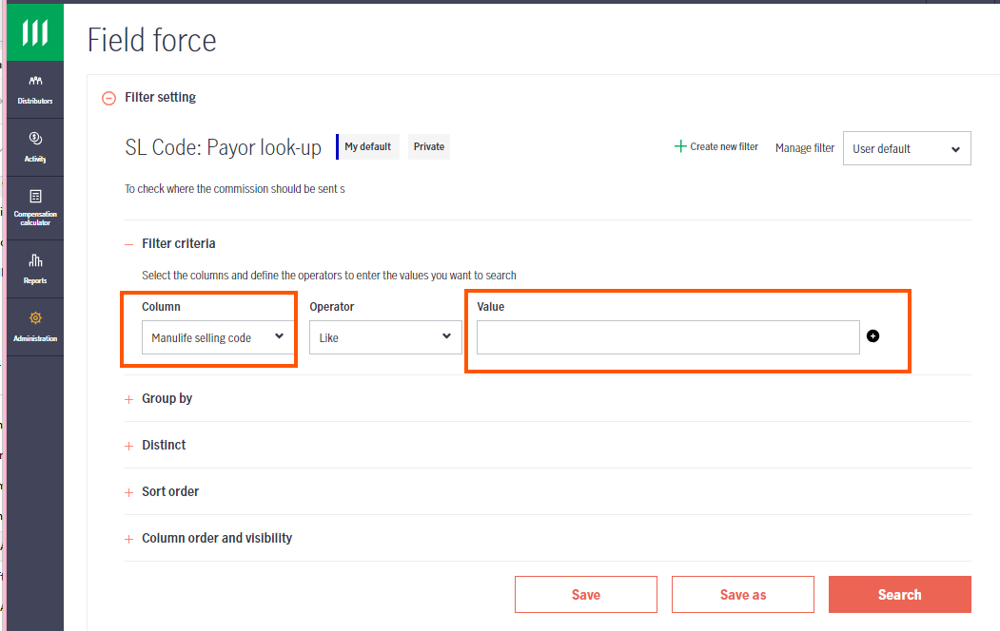 Field force
Distributors
Activity
Compensation
calculator
Reports
Administration
Filter setting
SL Code: Payor look-up My default Private
Create new filter Manage filter User default
To check where the commission should be sent s
Filter criteria
Select the columns and define the operators to enter the values you want to search
Column Operator Value
Manulife selling code Like
Group by
Distinct
Sort order
Column order and visibility
Save Save as Search